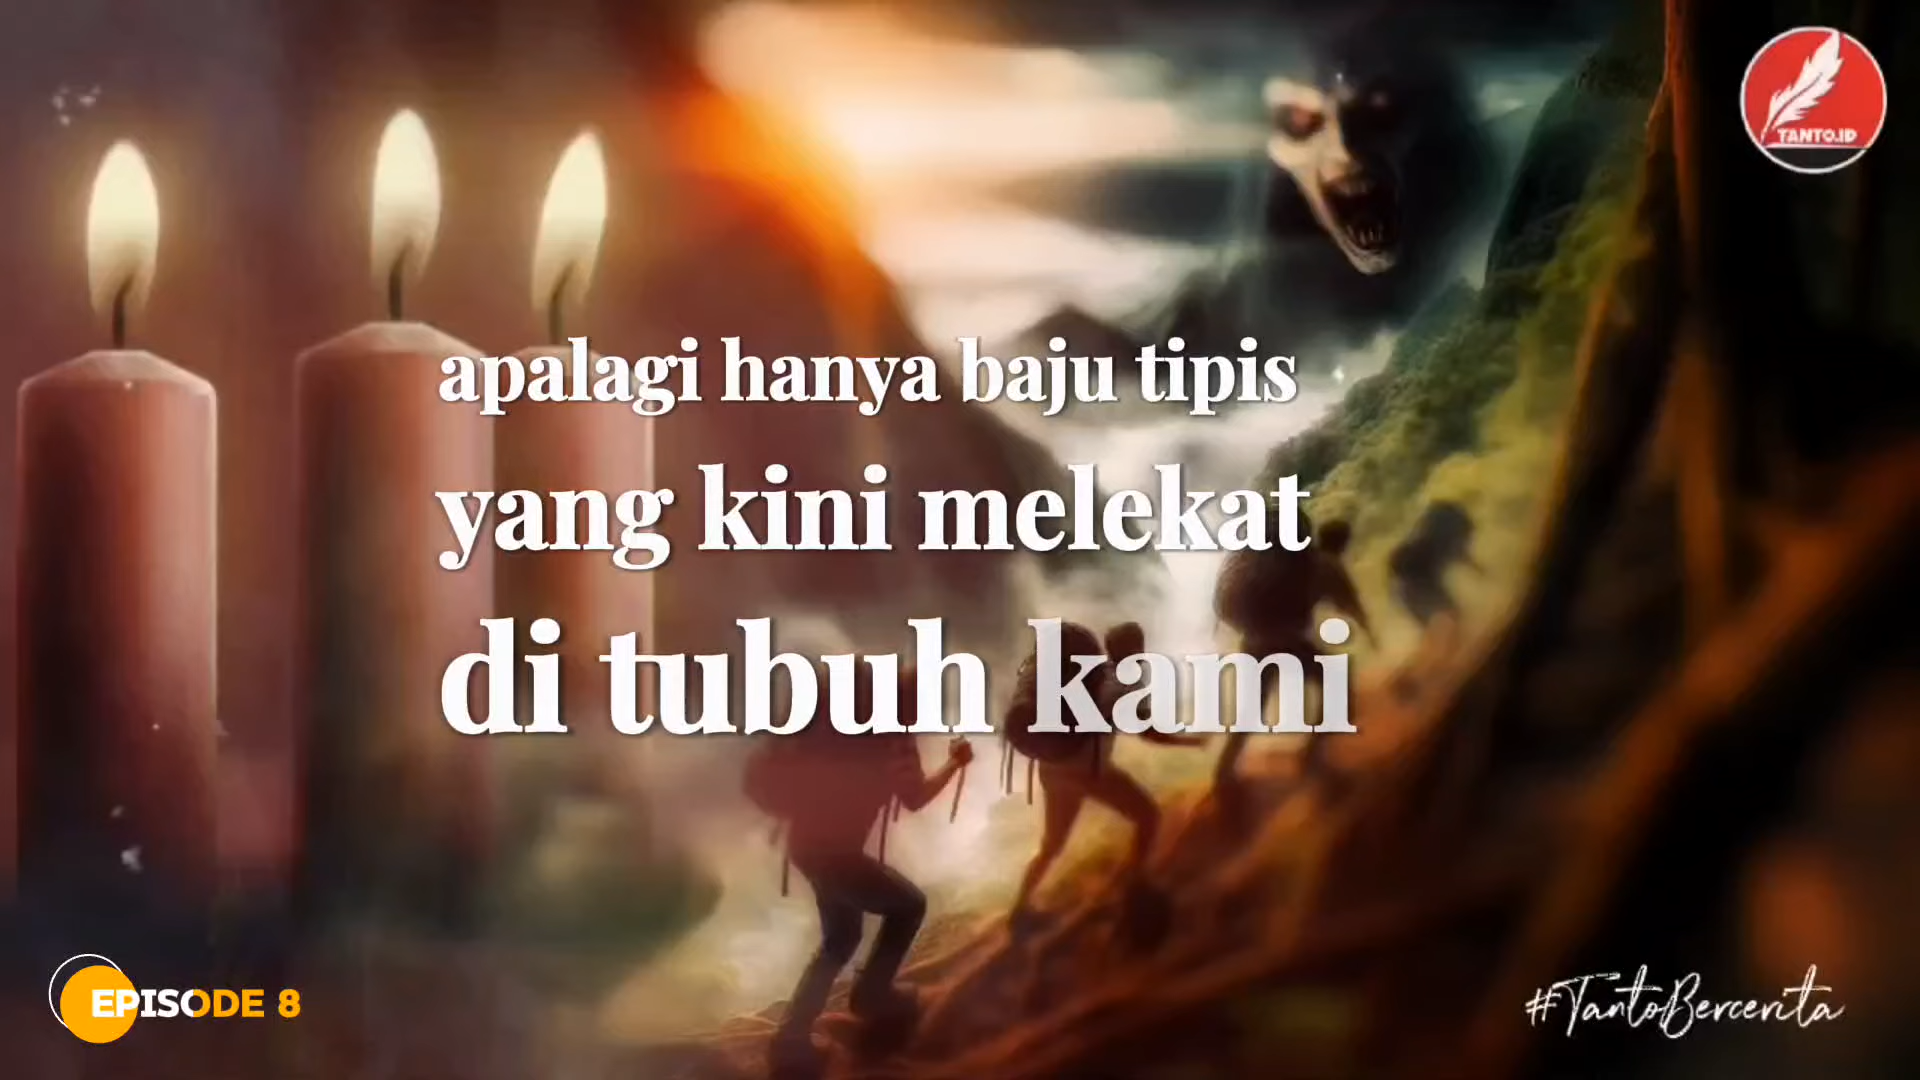 TANTO.ID
apalagi hanya baju tipis
yang kini melekat
di tubuh kami
EPISODE 8
#TantoBercerita